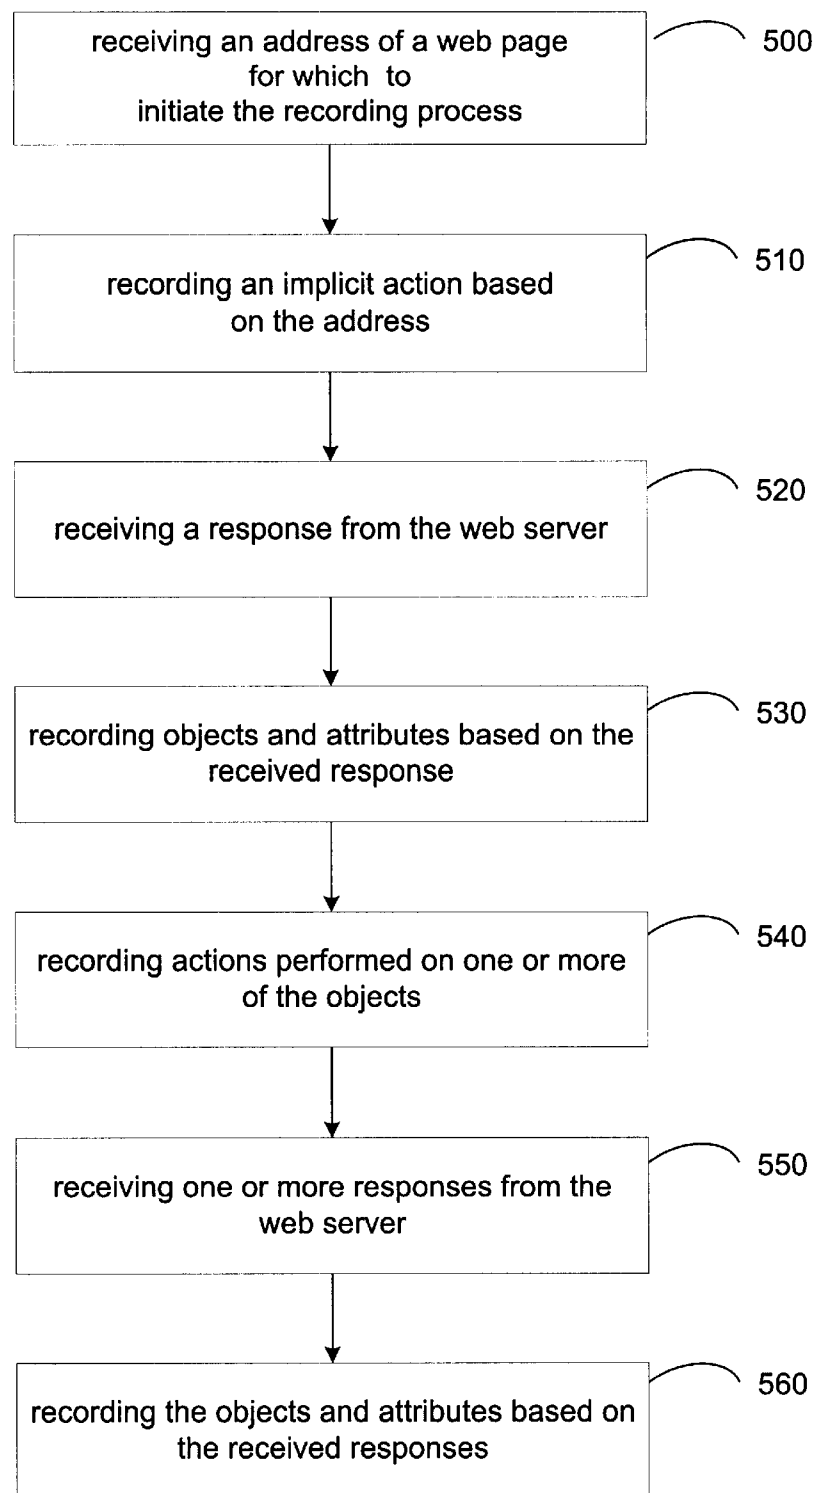 receiving an address of a web page
for which to
initiate the recording process
500
recording an implicit action based
on the address
510
receiving a response from the web server
520
recording objects and attributes based on the
received response
530
recording actions performed on one or more
of the objects
540
receiving one or more responses from the
web server
550
recording the objects and attributes based on
the received responses
560